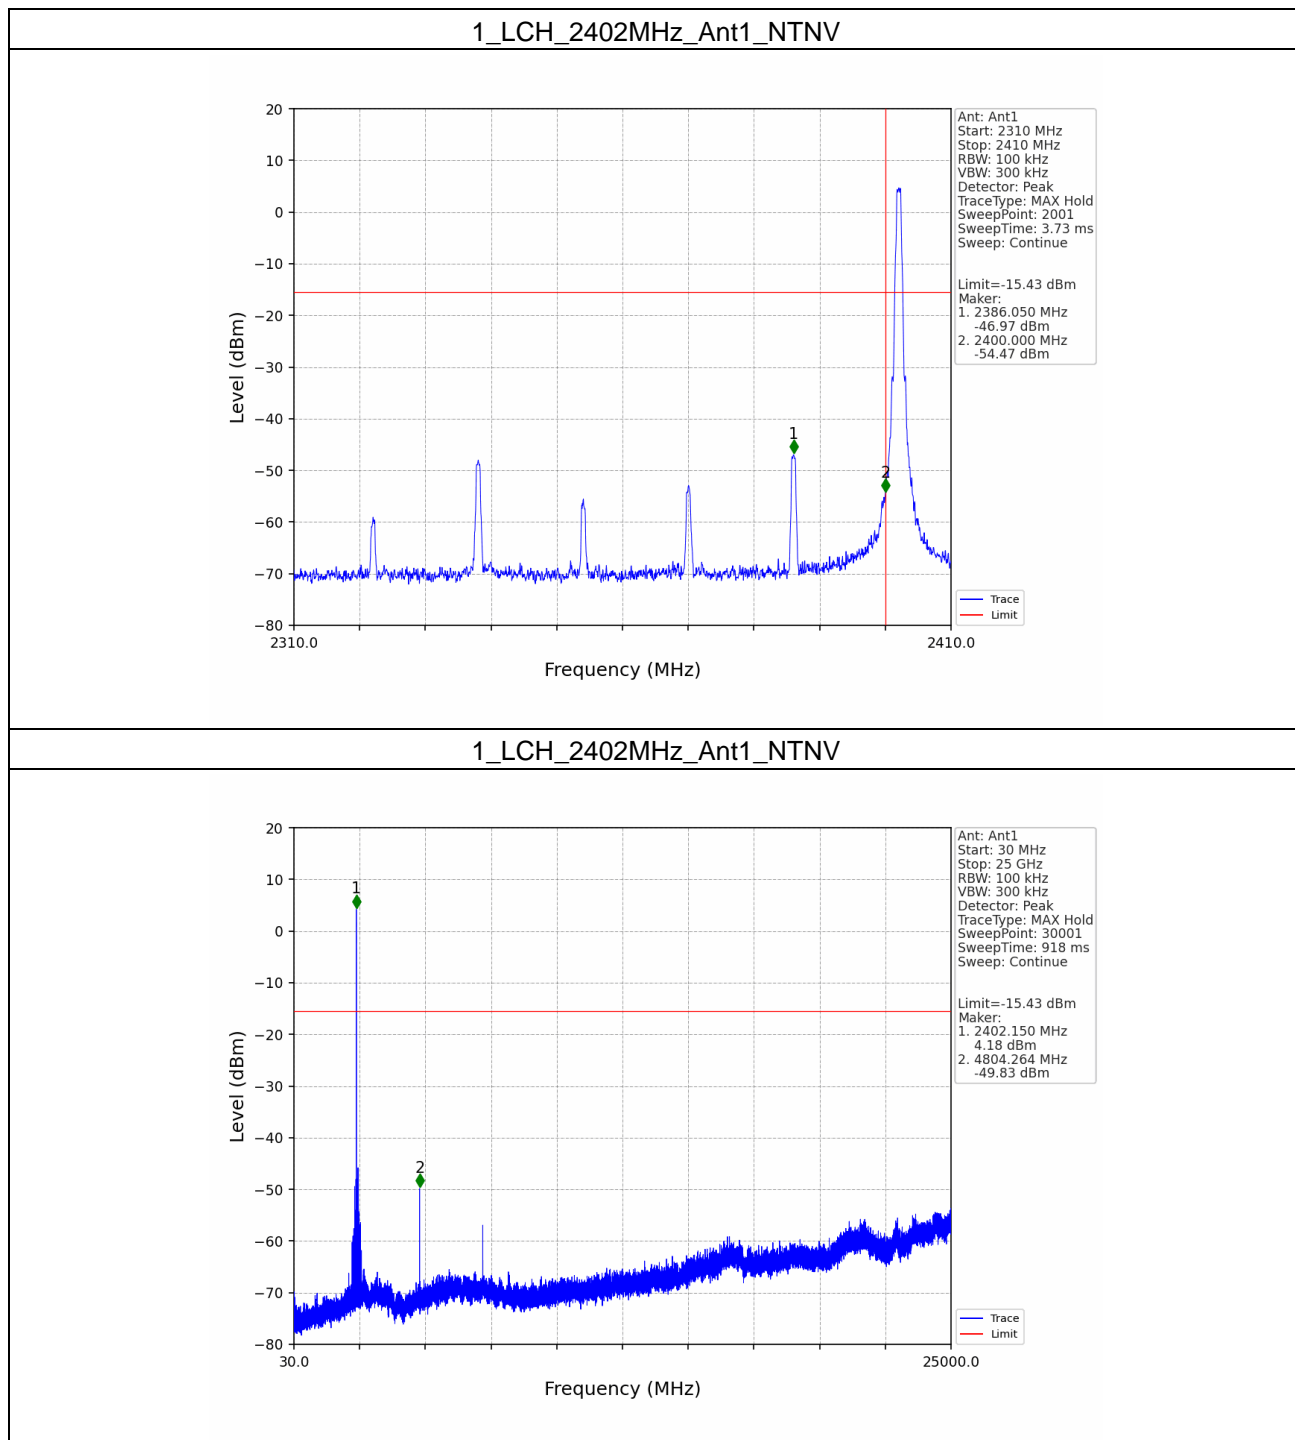 1_LCH_2402MHz_Ant1_NTNV
20
10
0
−10
−20
−30
−40
−50
−60
−70
−80
Level (dBm)
1
2
2310.0
2410.0
Frequency (MHz)
Ant: Ant1
Start: 2310 MHz
Stop: 2410 MHz
RBW: 100 kHz
VBW: 300 kHz
Detector: Peak
TraceType: MAX Hold
SweepPoint: 2001
SweepTime: 3.73 ms
Sweep: Continue
Limit=-15.43 dBm
Maker:
1. 2386.050 MHz
-46.97 dBm
2. 2400.000 MHz
-54.47 dBm
Trace
Limit
1_LCH_2402MHz_Ant1_NTNV
20
10
0
−10
−20
−30
−40
−50
−60
−70
−80
Level (dBm)
1
2
30.0
25000.0
Frequency (MHz)
Ant: Ant1
Start: 30 MHz
Stop: 25 GHz
RBW: 100 kHz
VBW: 300 kHz
Detector: Peak
TraceType: MAX Hold
SweepPoint: 30001
SweepTime: 918 ms
Sweep: Continue
Limit=-15.43 dBm
Maker:
1. 2402.150 MHz
4.18 dBm
2. 4804.264 MHz
-49.83 dBm
Trace
Limit